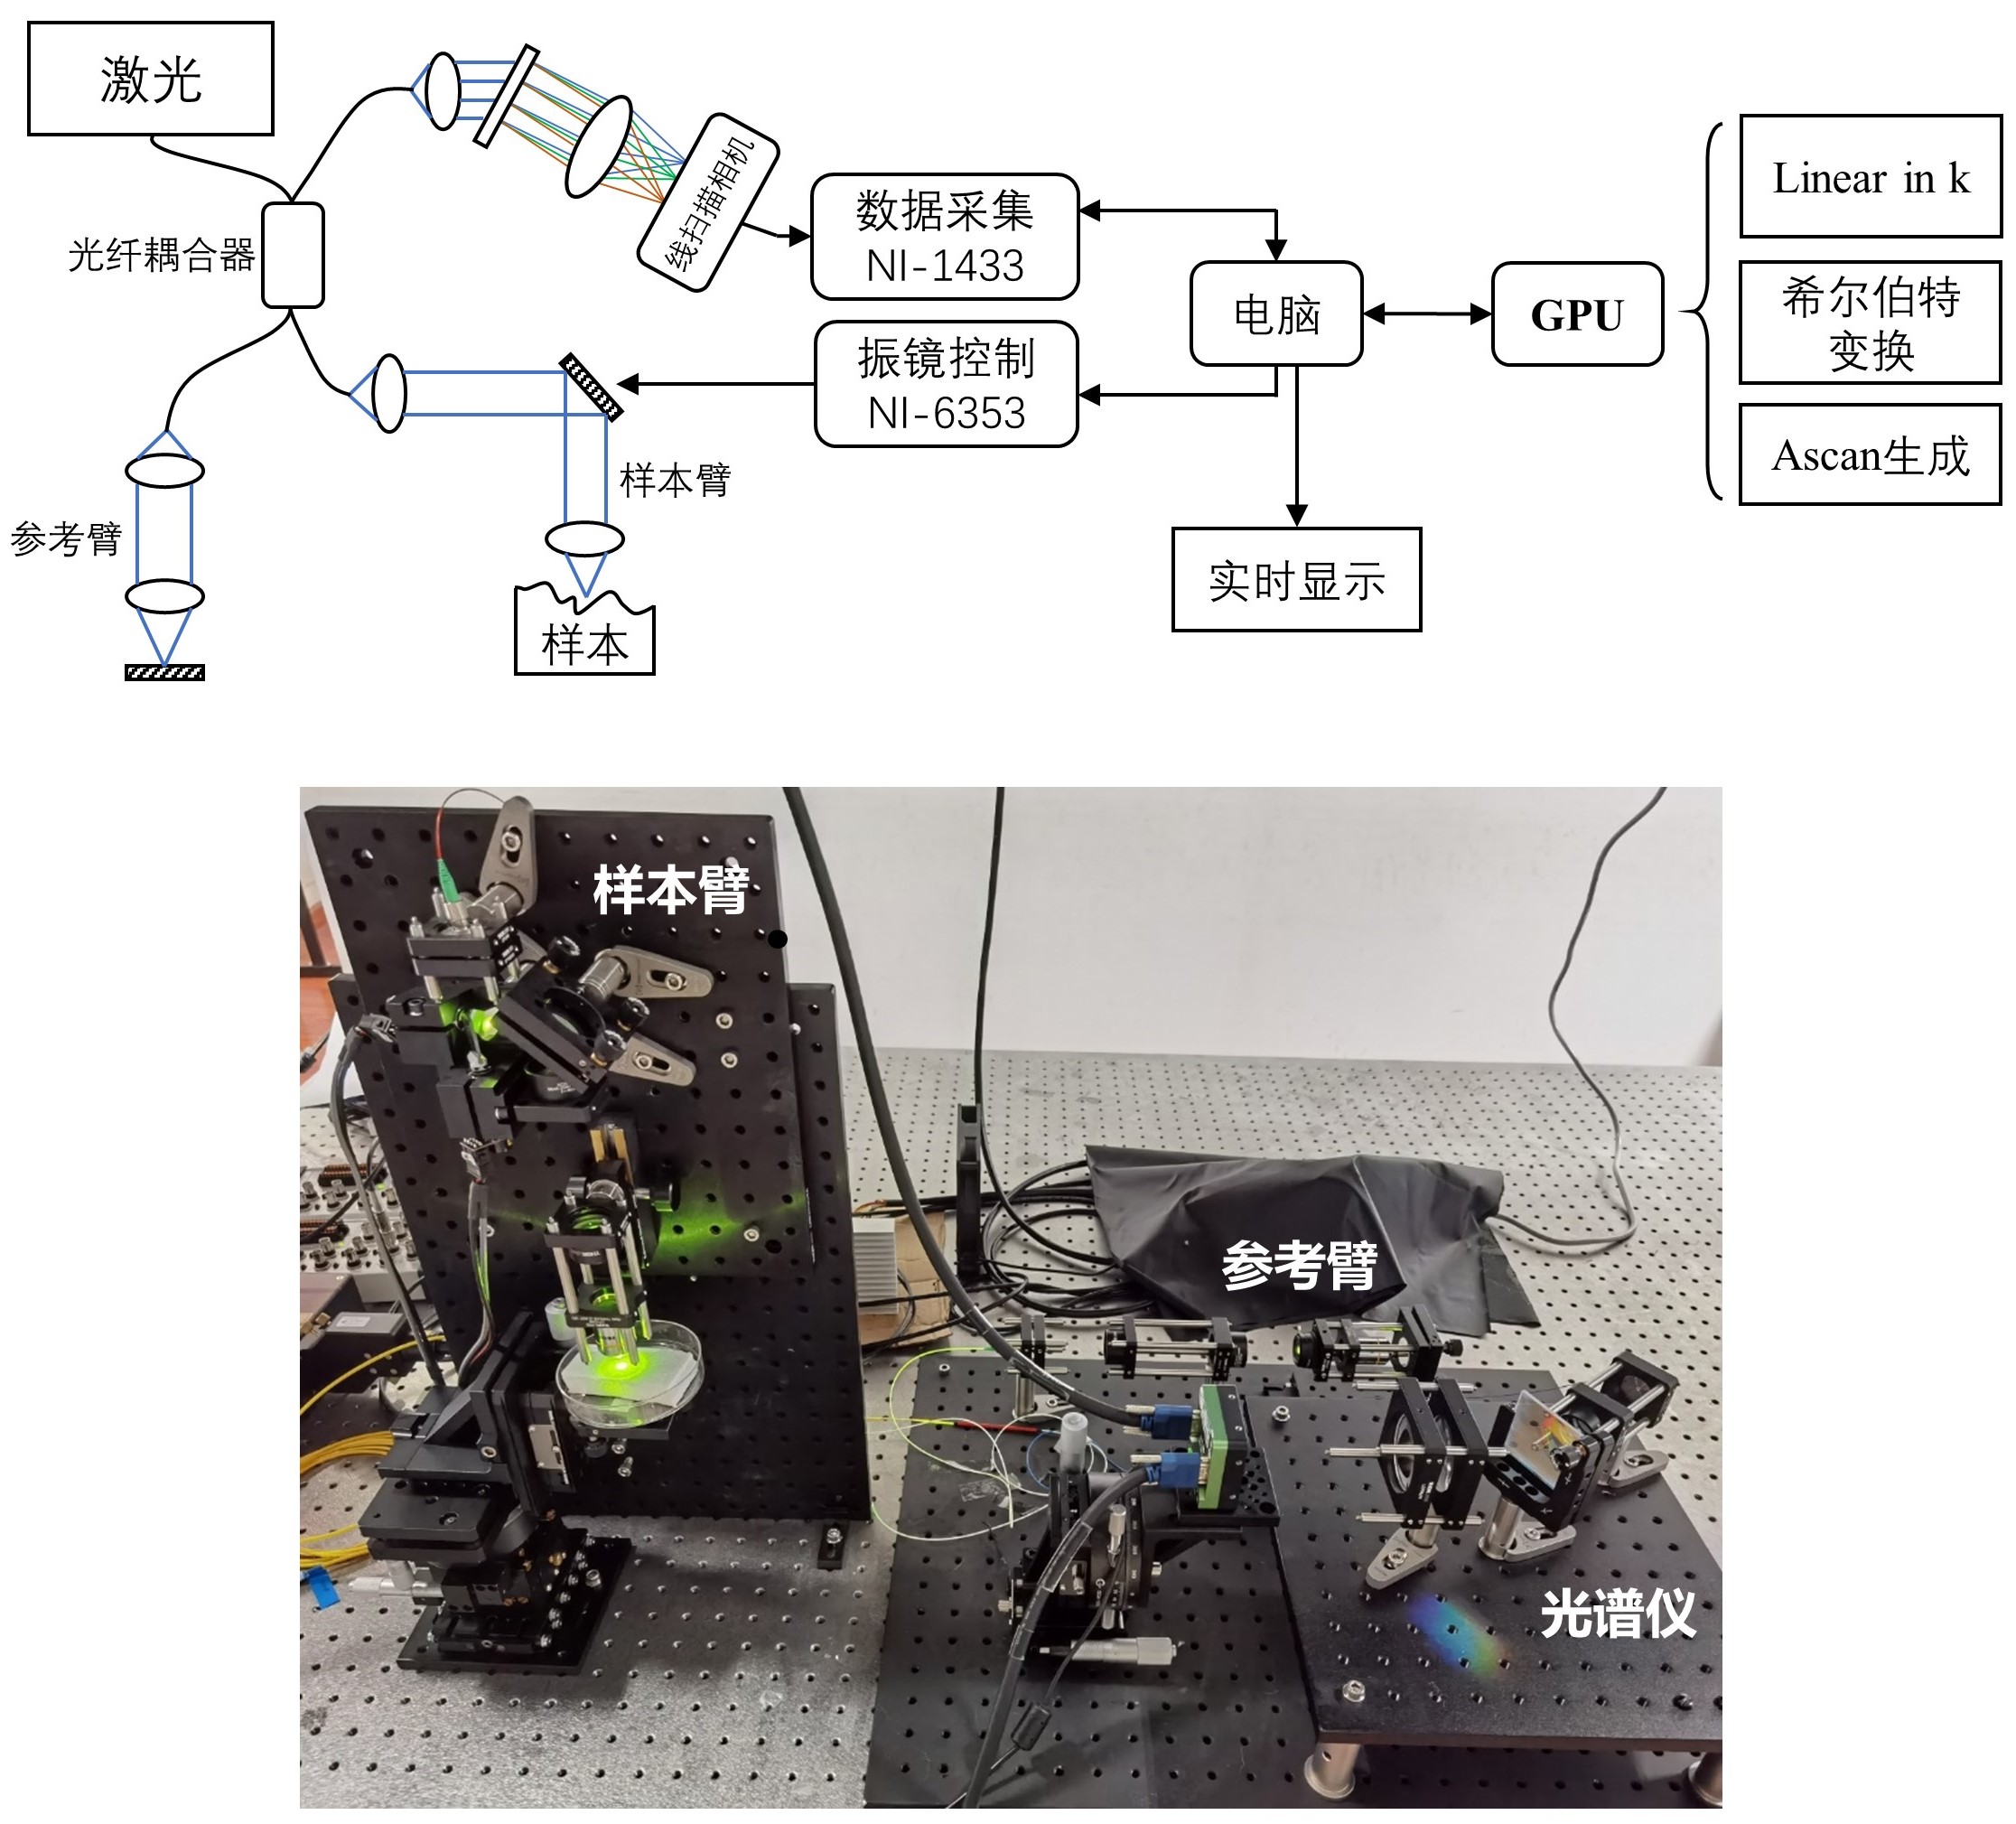 激光
光纤耦合器
线扫描相机
数据采集
NI-1433
振镜控制
NI-6353
电脑
GPU
Linear in k
希尔伯特
变换
Ascan生成
实时显示
参考臂
样本臂
样本
样本臂
参考臂
光谱仪